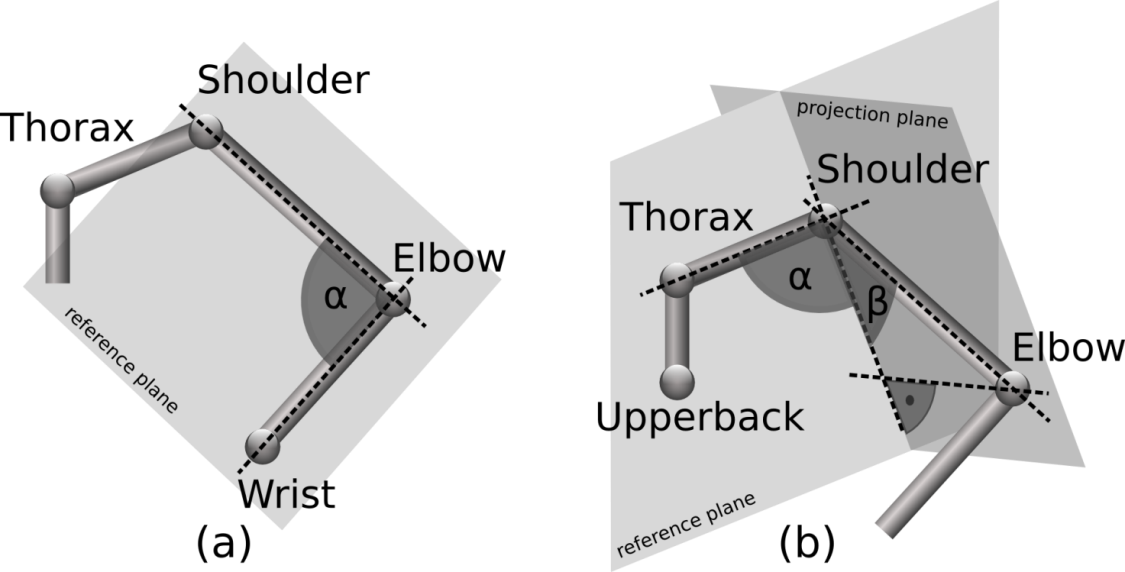 Shoulder
Thorax
Elbow
α
reference plane
Wrist
(a)
projection plane
Shoulder
Thorax
α
β
Elbow
Upperback
reference plane
(b)